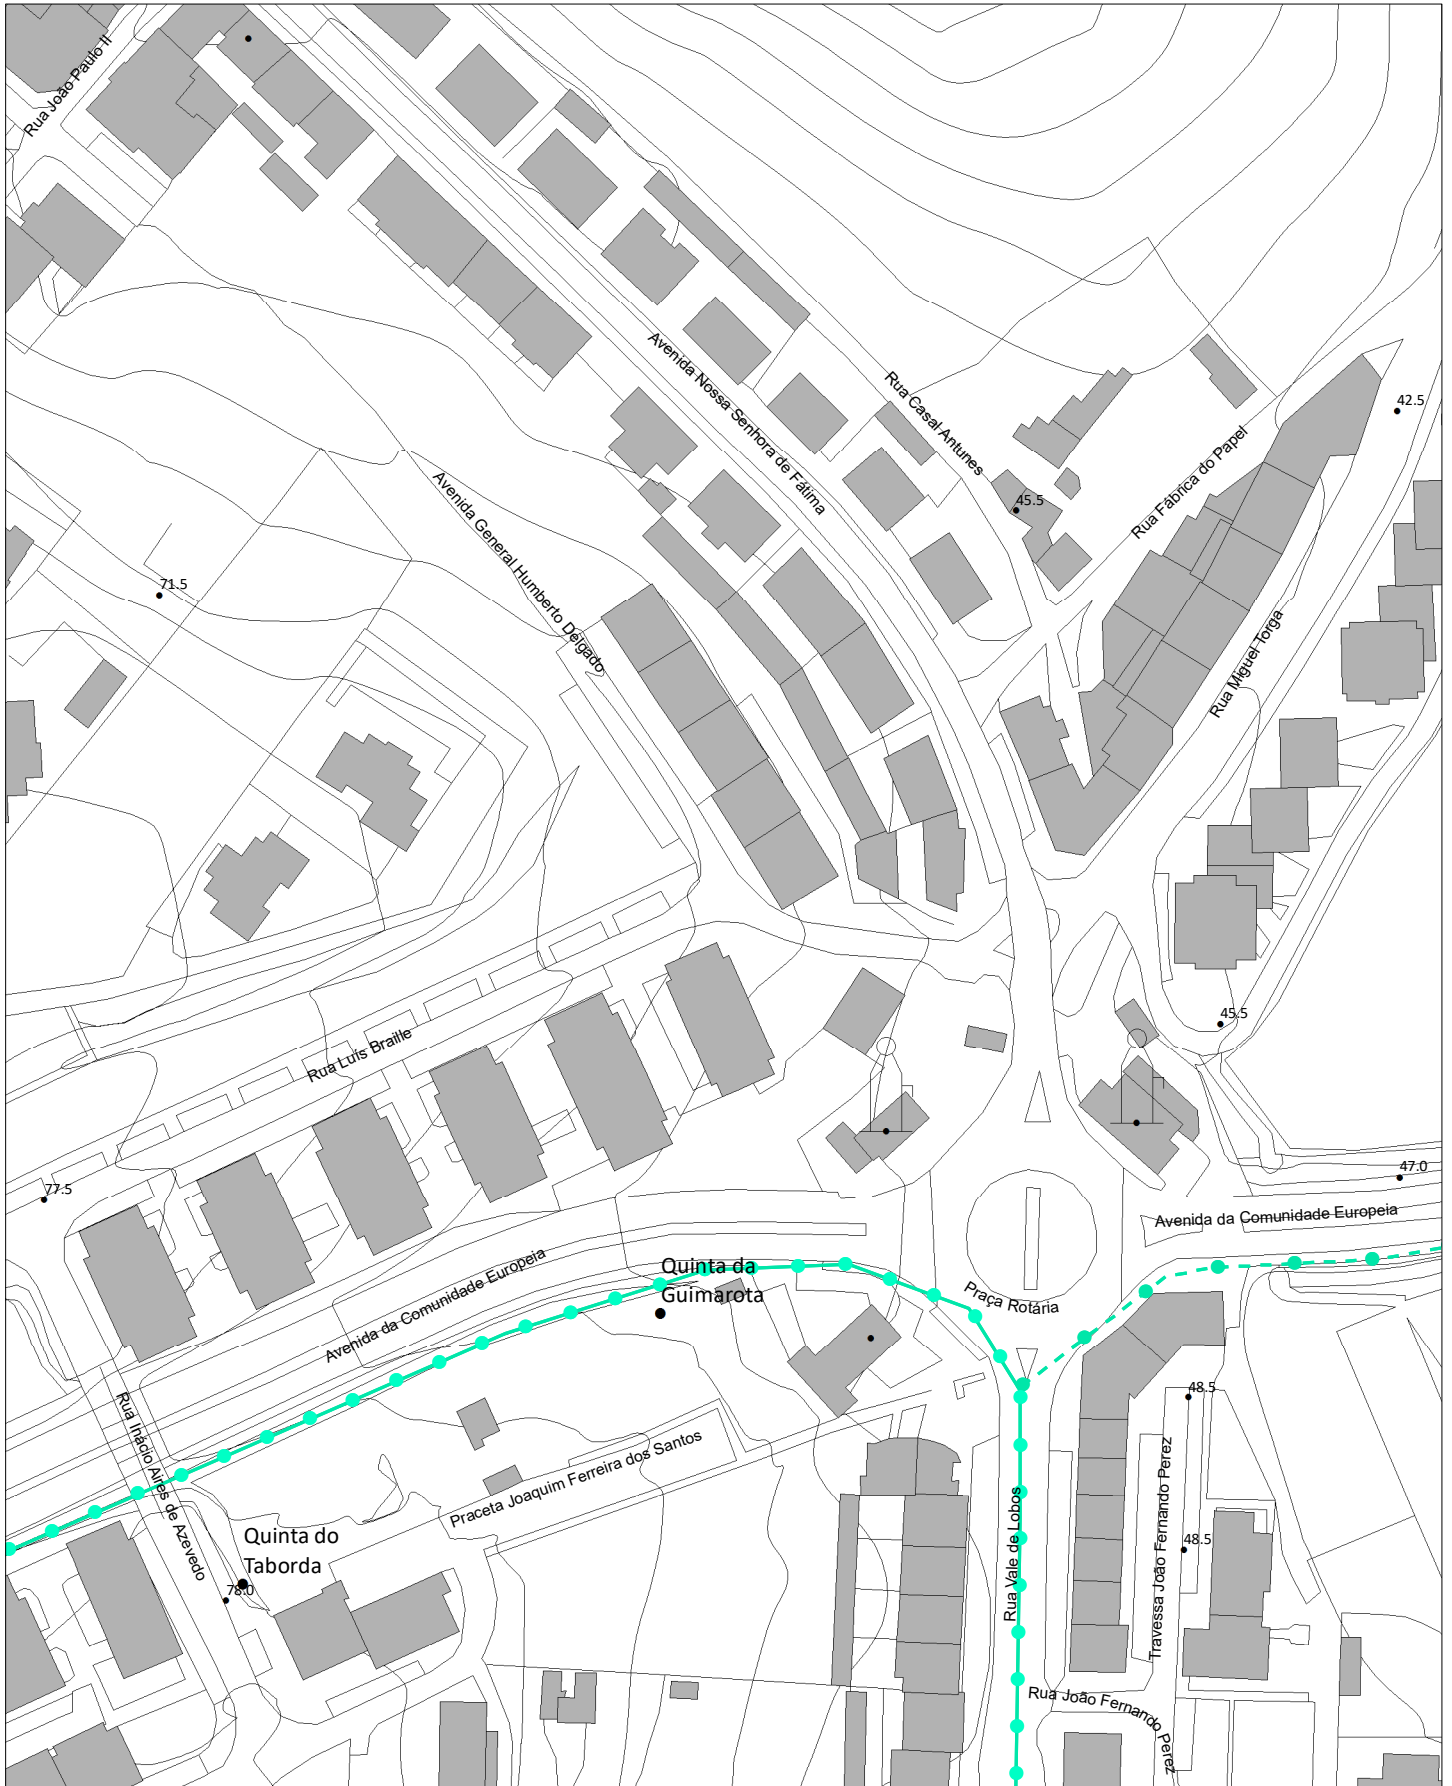 Rua João Paulo II
Avenida Nossa Senhora de Fátima
Rua Casal Antunes
42.5
45.5
Rua Fábrica do Papel
Avenida General Humberto Delgado
71.5
Rua Miguel Torga
45.5
Rua Luís Braille
77.5
47.0
Avenida da Comunidade Europeia
Avenida da Comunidade Europeia
Quinta da
Guimarota
Praça Rotária
Rua Inácio Aires de Azevedo
48.5
Praceta Joaquim Ferreira dos Santos
Quinta do
Taborda
78.0
Rua Vale de Lobos
Travessa João Fernando Perez
48.5
Rua João Fernando Perez